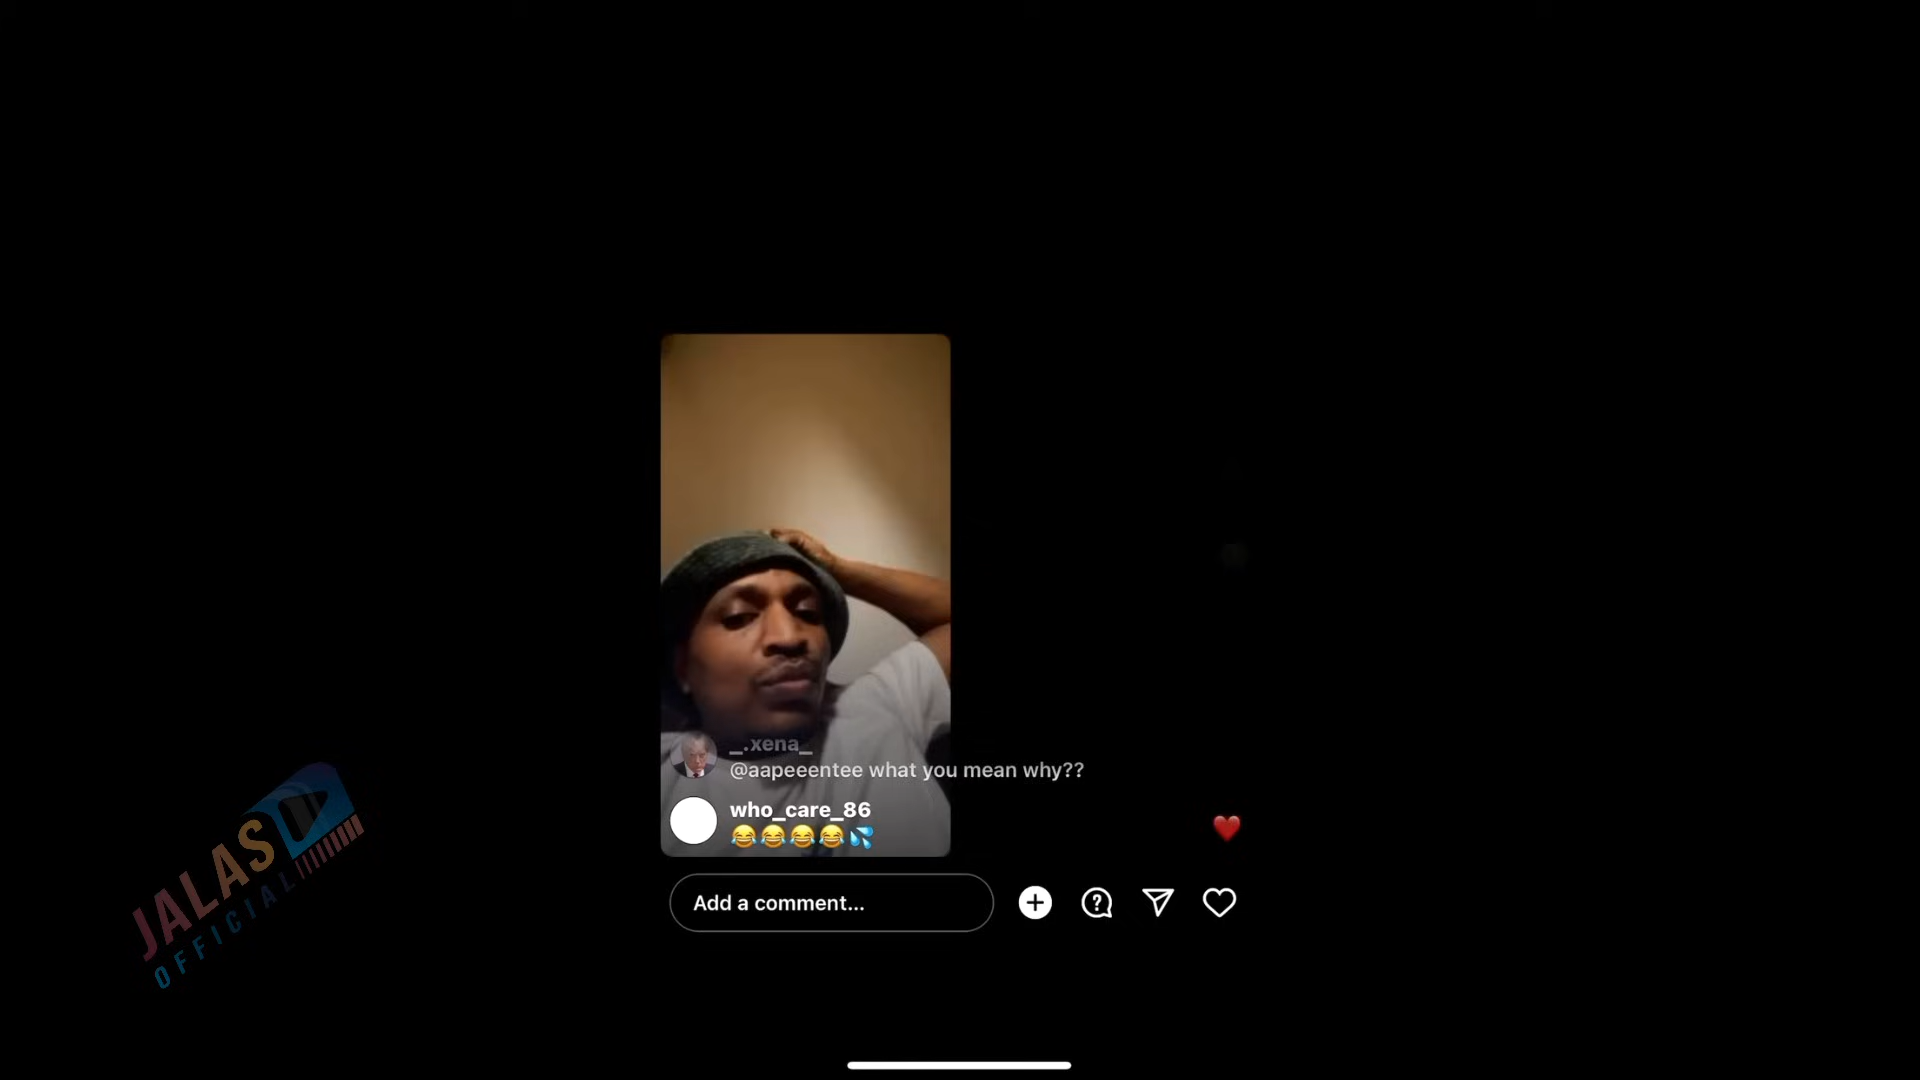 _.xena_
@aapeeentee what you mean why??
who_care_86
😂😂😂😂💦
Add a comment...
JALAS
OFFICIAL